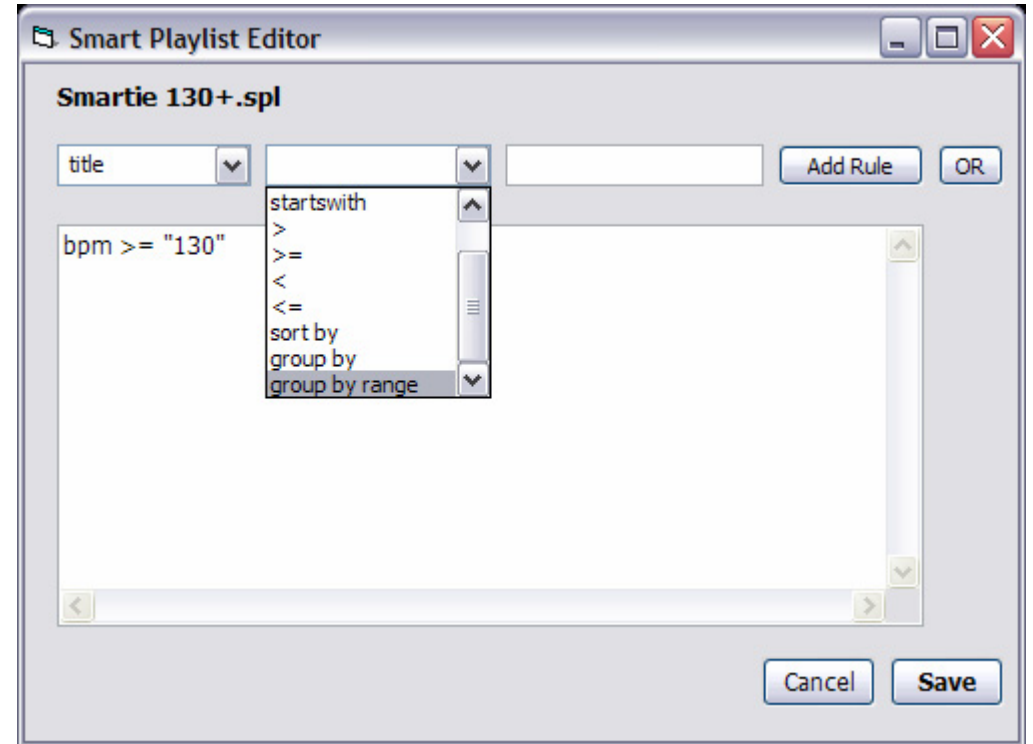 Smart Playlist Editor
Smartie 130+.spl
title
Add Rule
OR
startswith
>
>=
<
<=
sort by
group by
group by range
bpm >= "130"
Cancel
Save